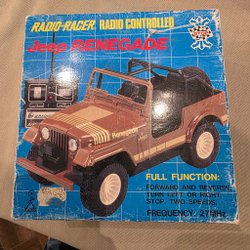 RADIO-RACER RADIO CONTROLLED
Jeep RENEGADE
Renegade
FULL FUNCTION:
FORWARD AND REVERSE
TURN LEFT OR RIGHT
STOP, TWO SPEEDS.
FREQUENCY: 27MHz